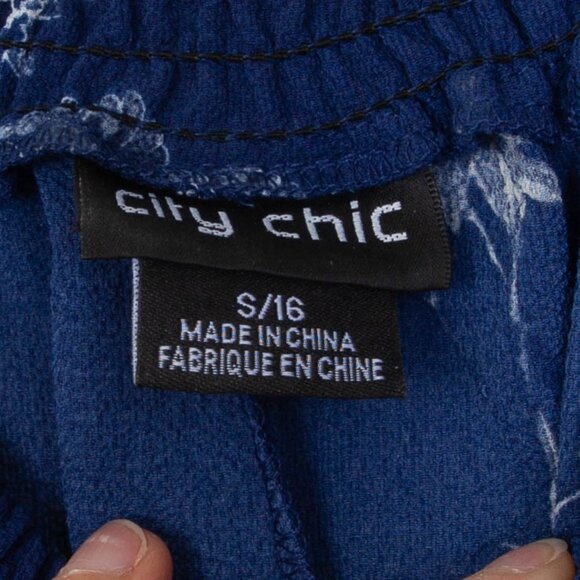 city chic
S/16
MADE IN CHINA
FABRIQUE EN CHINE